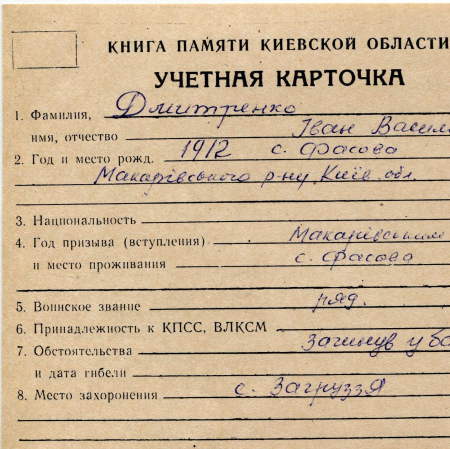 КНИГА ПАМЯТИ КИЕВСКОЙ ОБЛАСТИ
УЧЕТНАЯ КАРТОЧКА
1. Фамилия, Дмитренко
имя, отчество Іван Васил
2. Год и место рожд. 1912 с. Фасова
Макарівського р-ну, Київ. обл.
3. Национальность
4. Год призыва (вступления) Макарівським
и место проживания с. Фасова
5. Воинское звание ряд.
6. Принадлежность к КПСС, ВЛКСМ
7. Обстоятельства загинув у бо
и дата гибели
8. Место захоронения с. Загруззя